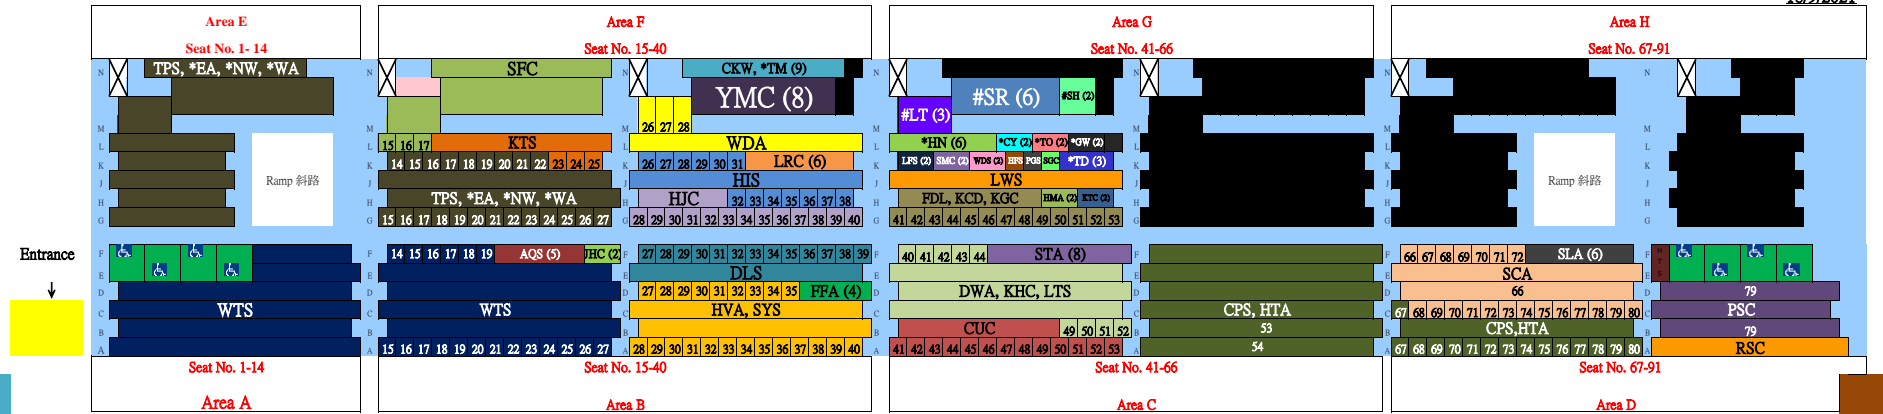 Area E
Area F
Area G
Area H
Seat No. 1- 14
Seat No. 15-40
Seat No. 41-66
Seat No. 67-91
N TPS, *EA, *NW, *WA
N SFC N CKW, *TM (9)
N N N N
YMC (8) #SR (6) #SH (2)
#LT (3)
M M 26 27 28 M M
L L 15 16 17 KTS L WDA L *HN (6) *CY (2) *TO (2) *GW (2) L L
K K 14 15 16 17 18 19 20 21 22 23 24 25 K 26 27 28 29 30 31 LRC (6) K LFS (2) SMC (2) WDS (2) HFS PGS SGC *TD (3) K K
J Ramp 斜路 J J HIS J LWS J Ramp 斜路 J
H H TPS, *EA, *NW, *WA H HJC 32 33 34 35 36 37 38 H FDL, KCD, KGC HMA (2) KTC (2) H H
G G 15 16 17 18 19 20 21 22 23 24 25 26 27 G 28 29 30 31 32 33 34 35 36 37 38 39 40 G 41 42 43 44 45 46 47 48 49 50 51 52 53 G G
Entrance
F F 14 15 16 17 18 19 AQS (5) JHC (2) F 27 28 29 30 31 32 33 34 35 36 37 38 39 F 40 41 42 43 44 STA (8) F 66 67 68 69 70 71 72 SLA (6) F HTS
E E E DLS E E SCA E
D D D 27 28 29 30 31 32 33 34 35 FFA (4) D DWA, KHC, LTS D 66 D 79
C WTS C WTS C HVA, SYS C CPS, HTA C 67 68 69 70 71 72 73 74 75 76 77 78 79 80 C PSC
B B B B CUC 49 50 51 52 53 B CPS,HTA B 79
A A 15 16 17 18 19 20 21 22 23 24 25 26 27 A 28 29 30 31 32 33 34 35 36 37 38 39 40 A 41 42 43 44 45 46 47 48 49 50 51 52 53 54 A 67 68 69 70 71 72 73 74 75 76 77 78 79 80 A RSC
Seat No. 1-14
Seat No. 15-40
Seat No. 41-66
Seat No. 67-91
Area A
Area B
Area C
Area D